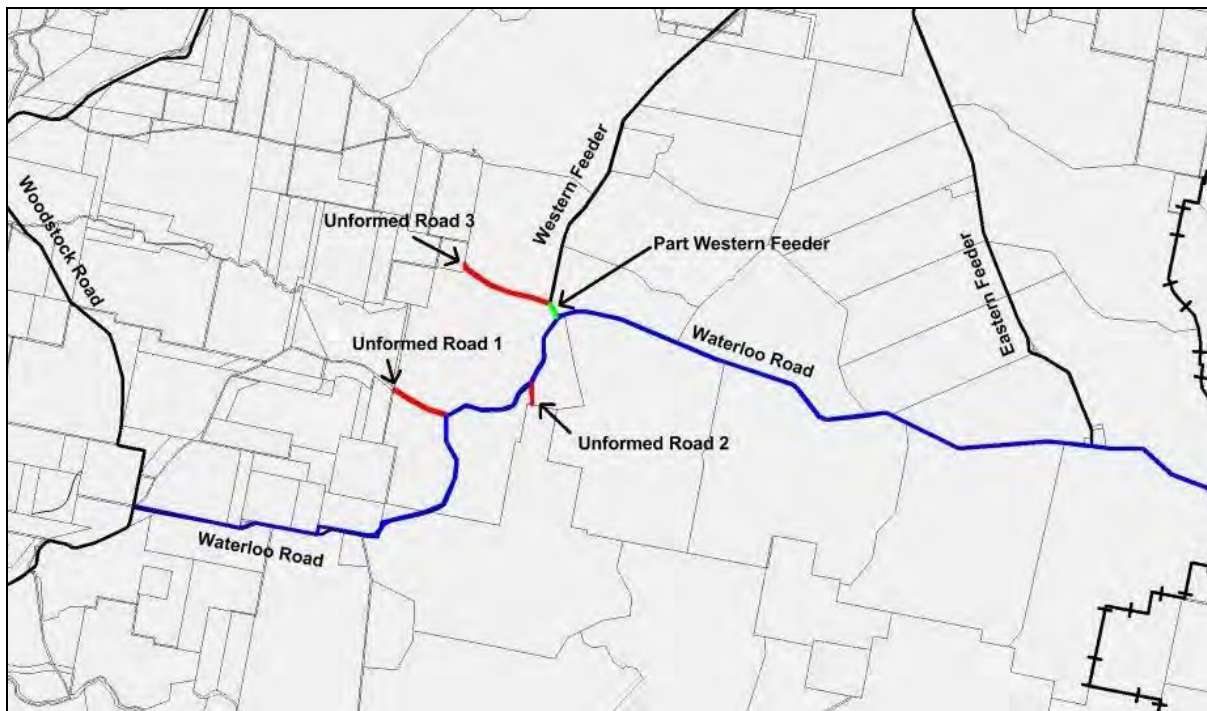 Western Feeder
Woodstock Road
Unformed Road 3
Part Western Feeder
Eastern Feeder
Waterloo Road
Unformed Road 1
Unformed Road 2
Waterloo Road